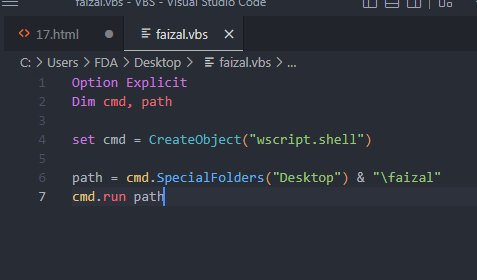 faizal.vbs - VBS - Visual Studio Code
17.html faizal.vbs
C: > Users > FDA > Desktop > faizal.vbs > ...
1 Option Explicit
2 Dim cmd, path
3
4 set cmd = CreateObject("wscript.shell")
5
6 path = cmd.SpecialFolders("Desktop") & "\faizal"
7 cmd.run path